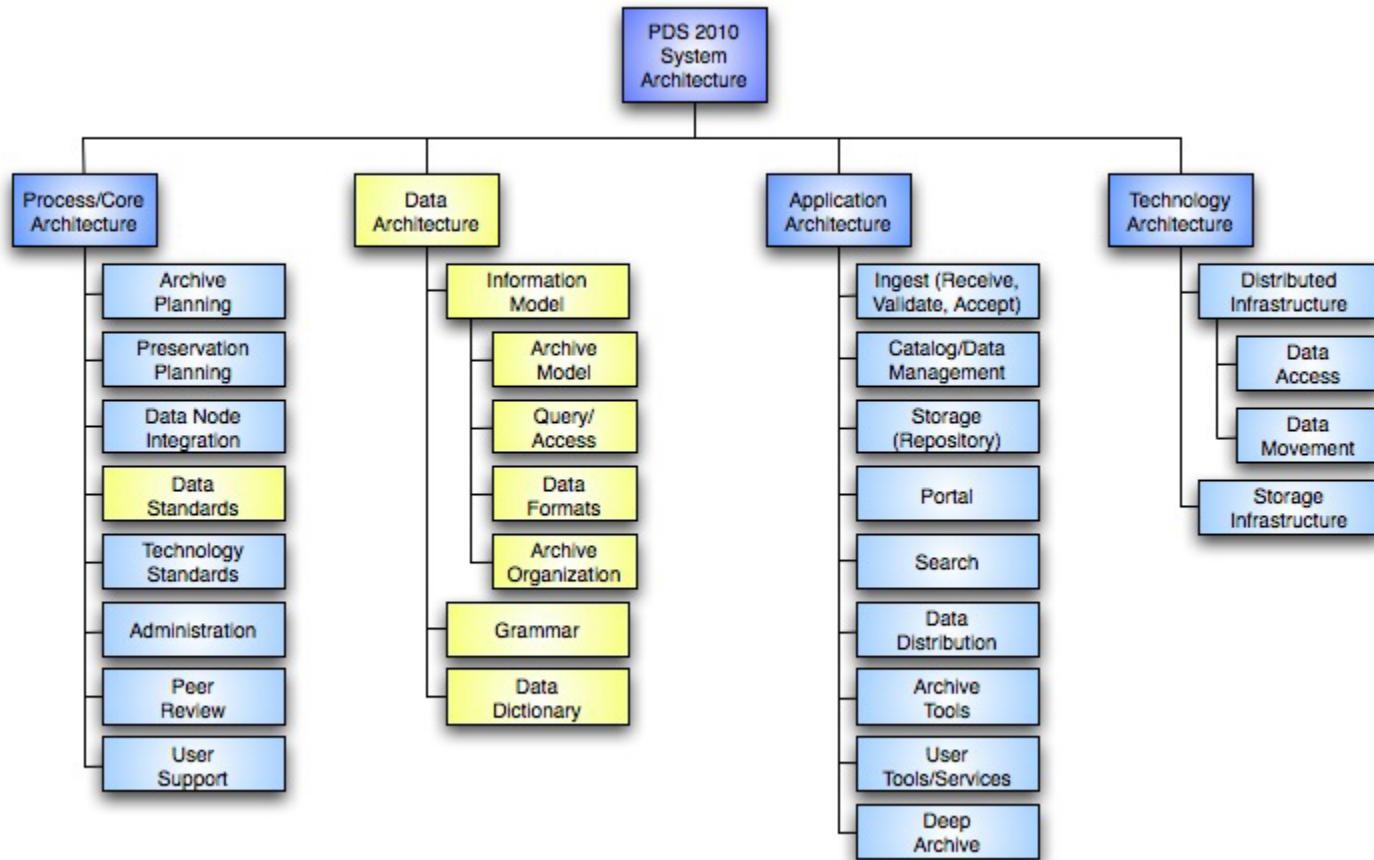 PDS 2010
System
Architecture
Process/Core
Architecture
Archive
Planning
Preservation
Planning
Data Node
Integration
Data
Standards
Technology
Standards
Administration
Peer
Review
User
Support
Data
Architecture
Information
Model
Archive
Model
Query/
Access
Data
Formats
Archive
Organization
Grammar
Data
Dictionary
Application
Architecture
Ingest (Receive,
Validate, Accept)
Catalog/Data
Management
Storage
(Repository)
Portal
Search
Data
Distribution
Archive
Tools
User
Tools/Services
Deep
Archive
Technology
Architecture
Distributed
Infrastructure
Data
Access
Data
Movement
Storage
Infrastructure